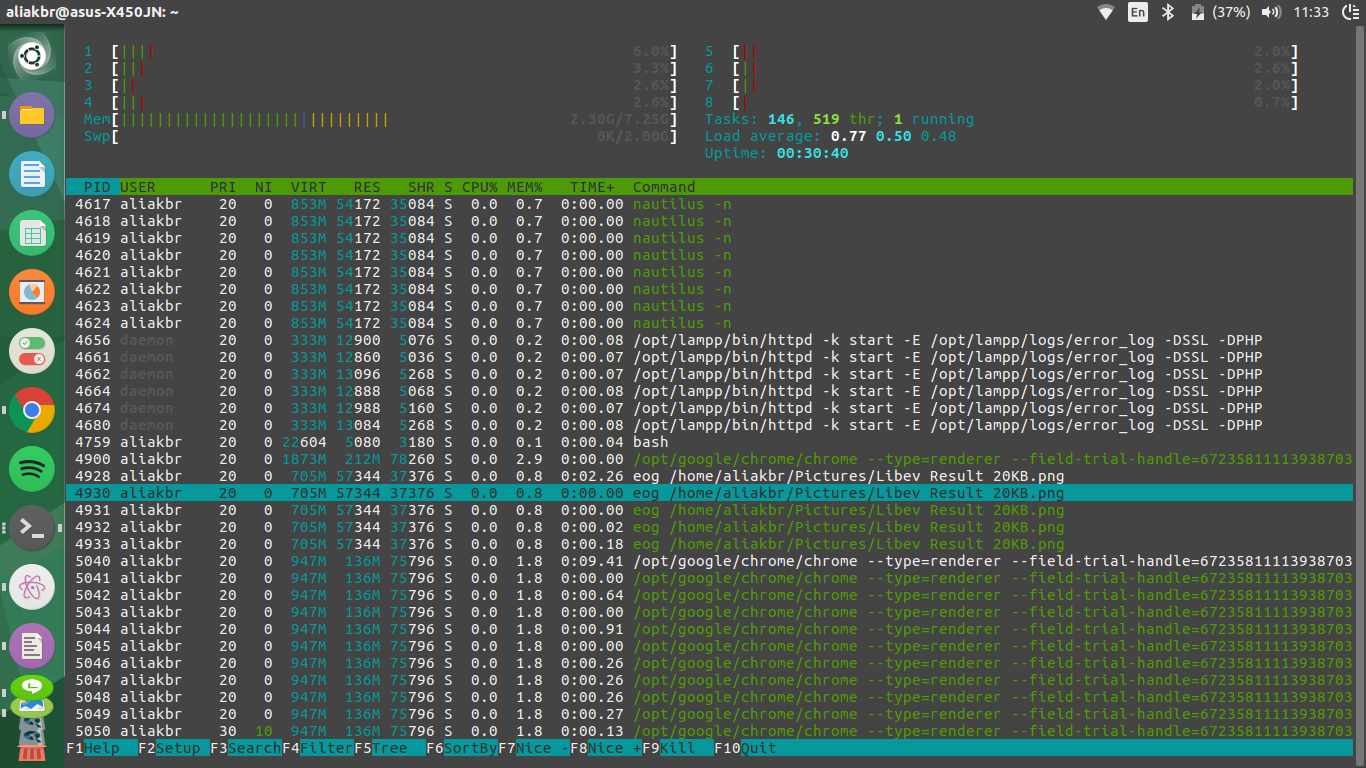 aliakbr@asus-X450JN: ~ En (37%) 11:33
1 [|||| 6.0%] 5 [|| 2.0%]
2 [||| 3.3%] 6 [|| 2.6%]
3 [|| 2.6%] 7 [|| 2.0%]
4 [||| 2.6%] 8 [| 0.7%]
Mem[|||||||||||||||||||||||||||||| 2.30G/7.25G] Tasks: 146, 519 thr; 1 running
Swp[ 0K/2.00G] Load average: 0.77 0.50 0.48
Uptime: 00:30:40
PID USER PRI NI VIRT RES SHR S CPU% MEM% TIME+ Command
4617 aliakbr 20 0 853M 54172 35084 S 0.0 0.7 0:00.00 nautilus -n
4618 aliakbr 20 0 853M 54172 35084 S 0.0 0.7 0:00.00 nautilus -n
4619 aliakbr 20 0 853M 54172 35084 S 0.0 0.7 0:00.00 nautilus -n
4620 aliakbr 20 0 853M 54172 35084 S 0.0 0.7 0:00.00 nautilus -n
4621 aliakbr 20 0 853M 54172 35084 S 0.0 0.7 0:00.00 nautilus -n
4622 aliakbr 20 0 853M 54172 35084 S 0.0 0.7 0:00.00 nautilus -n
4623 aliakbr 20 0 853M 54172 35084 S 0.0 0.7 0:00.00 nautilus -n
4624 aliakbr 20 0 853M 54172 35084 S 0.0 0.7 0:00.00 nautilus -n
4656 daemon 20 0 333M 12900 5076 S 0.0 0.2 0:00.08 /opt/lampp/bin/httpd -k start -E /opt/lampp/logs/error_log -DSSL -DPHP
4661 daemon 20 0 333M 12860 5036 S 0.0 0.2 0:00.07 /opt/lampp/bin/httpd -k start -E /opt/lampp/logs/error_log -DSSL -DPHP
4662 daemon 20 0 333M 13096 5268 S 0.0 0.2 0:00.07 /opt/lampp/bin/httpd -k start -E /opt/lampp/logs/error_log -DSSL -DPHP
4664 daemon 20 0 333M 12888 5068 S 0.0 0.2 0:00.08 /opt/lampp/bin/httpd -k start -E /opt/lampp/logs/error_log -DSSL -DPHP
4674 daemon 20 0 333M 12988 5160 S 0.0 0.2 0:00.07 /opt/lampp/bin/httpd -k start -E /opt/lampp/logs/error_log -DSSL -DPHP
4680 daemon 20 0 333M 13084 5268 S 0.0 0.2 0:00.08 /opt/lampp/bin/httpd -k start -E /opt/lampp/logs/error_log -DSSL -DPHP
4759 aliakbr 20 0 22604 5080 3180 S 0.0 0.1 0:00.04 bash
4900 aliakbr 20 0 1873M 212M 78260 S 0.0 2.9 0:00.00 /opt/google/chrome/chrome --type=renderer --field-trial-handle=67235811113938703
4928 aliakbr 20 0 705M 57344 37376 S 0.0 0.8 0:02.26 eog /home/aliakbr/Pictures/Libev Result 20KB.png
4930 aliakbr 20 0 705M 57344 37376 S 0.0 0.8 0:00.00 eog /home/aliakbr/Pictures/Libev Result 20KB.png
4931 aliakbr 20 0 705M 57344 37376 S 0.0 0.8 0:00.00 eog /home/aliakbr/Pictures/Libev Result 20KB.png
4932 aliakbr 20 0 705M 57344 37376 S 0.0 0.8 0:00.02 eog /home/aliakbr/Pictures/Libev Result 20KB.png
4933 aliakbr 20 0 705M 57344 37376 S 0.0 0.8 0:00.18 eog /home/aliakbr/Pictures/Libev Result 20KB.png
5040 aliakbr 20 0 947M 136M 75796 S 0.0 1.8 0:09.41 /opt/google/chrome/chrome --type=renderer --field-trial-handle=67235811113938703
5041 aliakbr 20 0 947M 136M 75796 S 0.0 1.8 0:00.00 /opt/google/chrome/chrome --type=renderer --field-trial-handle=67235811113938703
5042 aliakbr 20 0 947M 136M 75796 S 0.0 1.8 0:00.64 /opt/google/chrome/chrome --type=renderer --field-trial-handle=67235811113938703
5043 aliakbr 20 0 947M 136M 75796 S 0.0 1.8 0:00.00 /opt/google/chrome/chrome --type=renderer --field-trial-handle=67235811113938703
5044 aliakbr 20 0 947M 136M 75796 S 0.0 1.8 0:00.91 /opt/google/chrome/chrome --type=renderer --field-trial-handle=67235811113938703
5045 aliakbr 20 0 947M 136M 75796 S 0.0 1.8 0:00.00 /opt/google/chrome/chrome --type=renderer --field-trial-handle=67235811113938703
5046 aliakbr 20 0 947M 136M 75796 S 0.0 1.8 0:00.26 /opt/google/chrome/chrome --type=renderer --field-trial-handle=67235811113938703
5047 aliakbr 20 0 947M 136M 75796 S 0.0 1.8 0:00.26 /opt/google/chrome/chrome --type=renderer --field-trial-handle=67235811113938703
5048 aliakbr 20 0 947M 136M 75796 S 0.0 1.8 0:00.26 /opt/google/chrome/chrome --type=renderer --field-trial-handle=67235811113938703
5049 aliakbr 20 0 947M 136M 75796 S 0.0 1.8 0:00.27 /opt/google/chrome/chrome --type=renderer --field-trial-handle=67235811113938703
5050 aliakbr 30 10 947M 136M 75796 S 0.0 1.8 0:00.13 /opt/google/chrome/chrome --type=renderer --field-trial-handle=67235811113938703
F1Help F2Setup F3SearchF4FilterF5Tree F6SortByF7Nice -F8Nice +F9Kill F10Quit